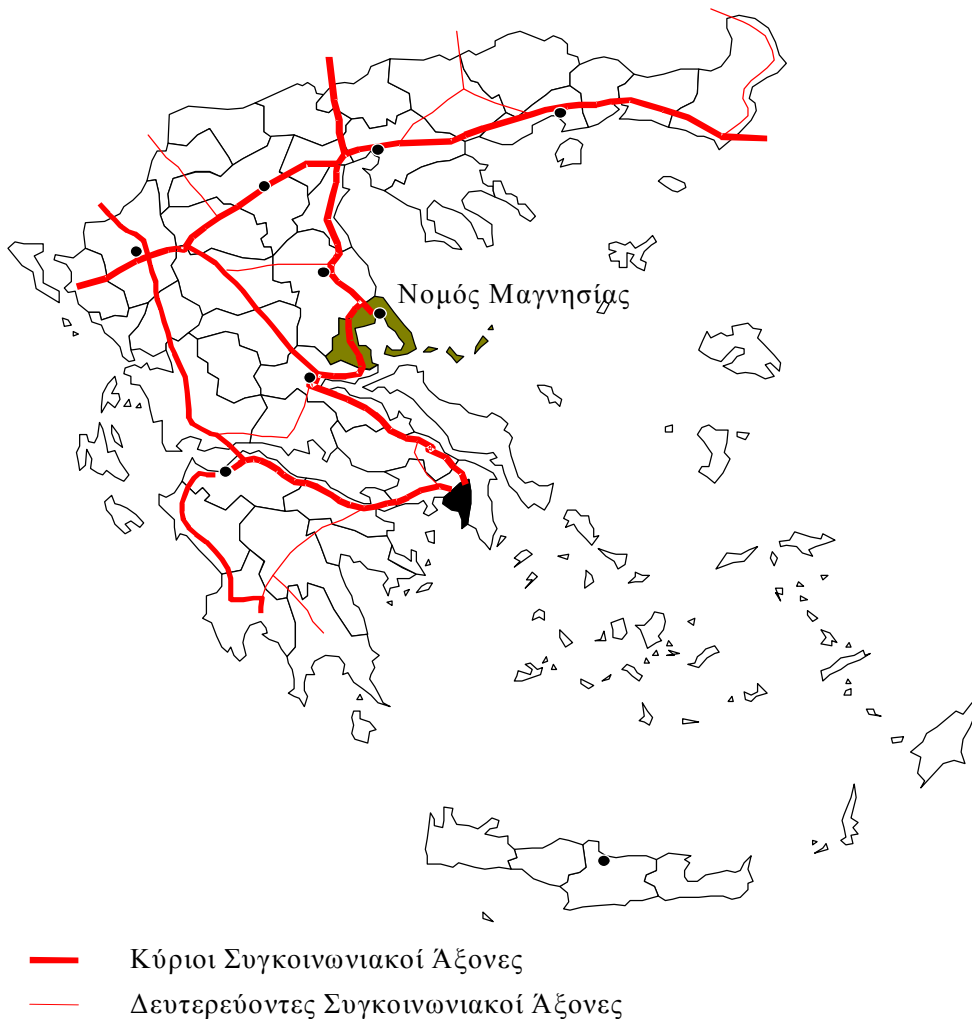 Νομός Μαγνησίας
Κύριοι Συγκοινωνιακοί Άξονες
Δευτερεύοντες Συγκοινωνιακοί Άξονες